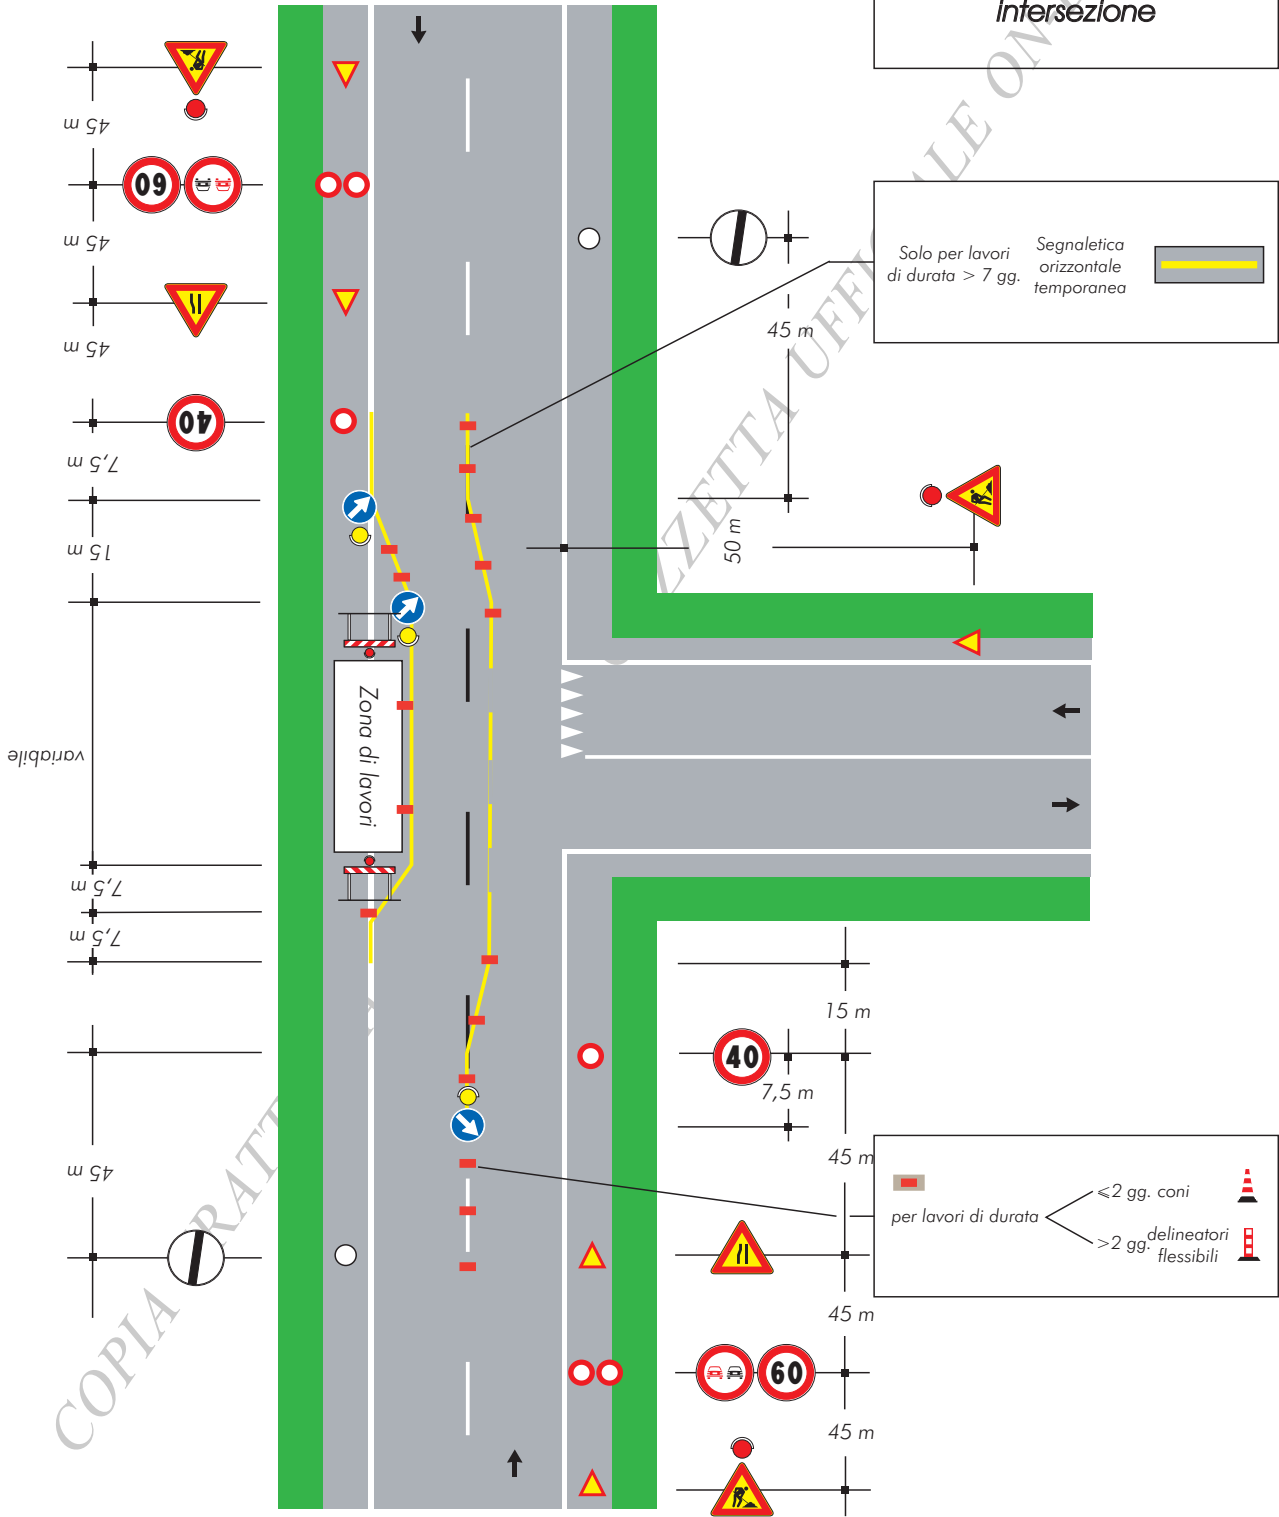 intersezione
45 m
60
45 m
45 m
40
7,5 m
15 m
Zona di lavori
variabile
7,5 m
7,5 m
45 m
Solo per lavori
di durata > 7 gg.
Segnaletica
orizzontale
temporanea
45 m
50 m
15 m
40
7,5 m
45 m
per lavori di durata
⩽2 gg. coni
>2 gg. delineatori
flessibili
45 m
60
45 m
COPIA TRATTA
GAZZETTA UFFICIALE ON-